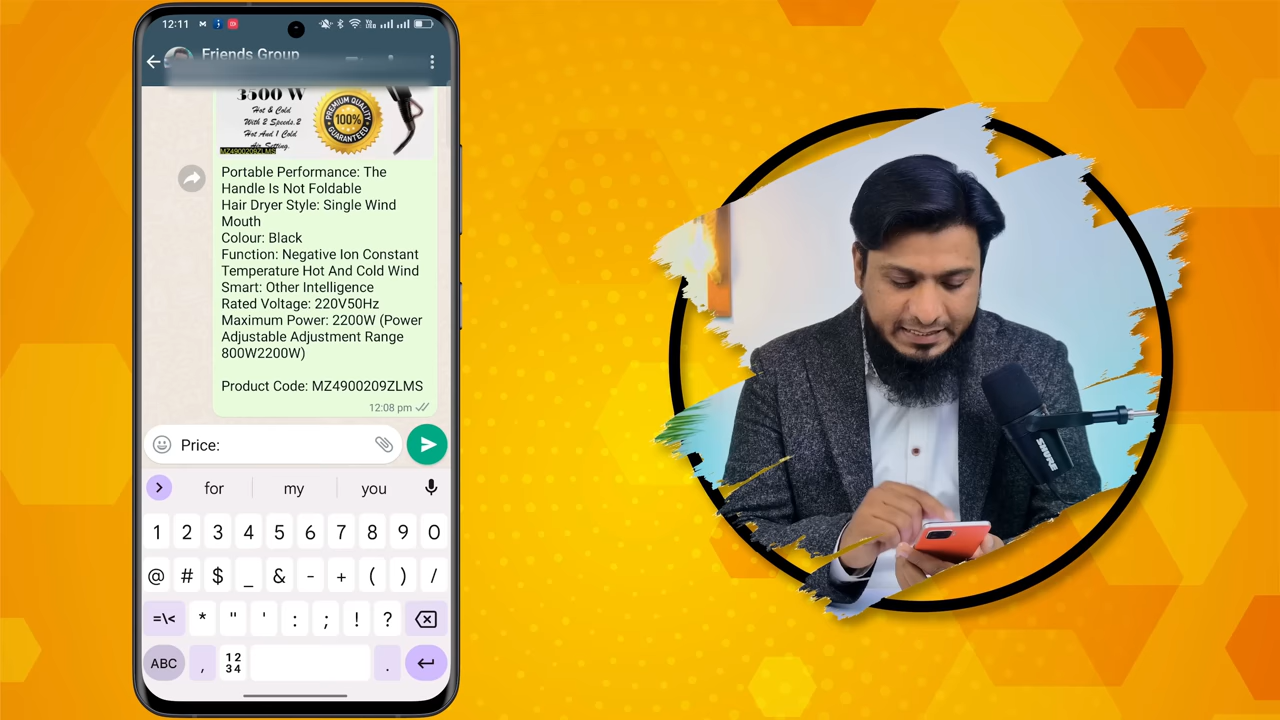 12:11
Friends Group
3500 W
Hot & Cold
With 2 Speeds.2
Hot And 1 Cold
Air Setting.
PREMIUM QUALITY
100%
GUARANTEED
MZ4900209ZLMS
Portable Performance: The
Handle Is Not Foldable
Hair Dryer Style: Single Wind
Mouth
Colour: Black
Function: Negative Ion Constant
Temperature Hot And Cold Wind
Smart: Other Intelligence
Rated Voltage: 220V50Hz
Maximum Power: 2200W (Power
Adjustable Adjustment Range
800W2200W)
Product Code: MZ4900209ZLMS
12:08 pm
Price:
for my you
1 2 3 4 5 6 7 8 9 0
@ # $ _ & - + ( ) /
=\< * " ' : ; ! ?
ABC , 12 34 .
SHURE